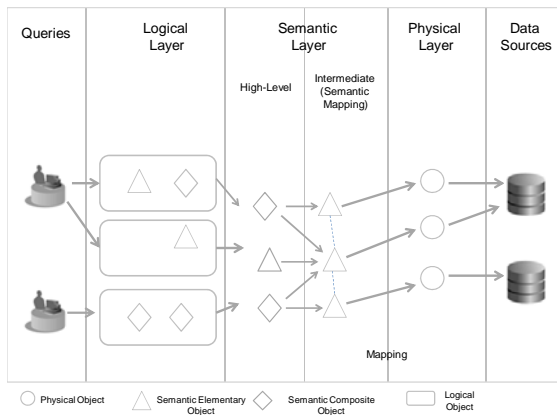 Queries
Logical
Layer
Semantic
Layer
Physical
Layer
Data
Sources
High-Level
Intermediate
(Semantic
Mapping)
Mapping
Physical Object
Semantic Elementary
Object
Semantic Composite
Object
Logical
Object